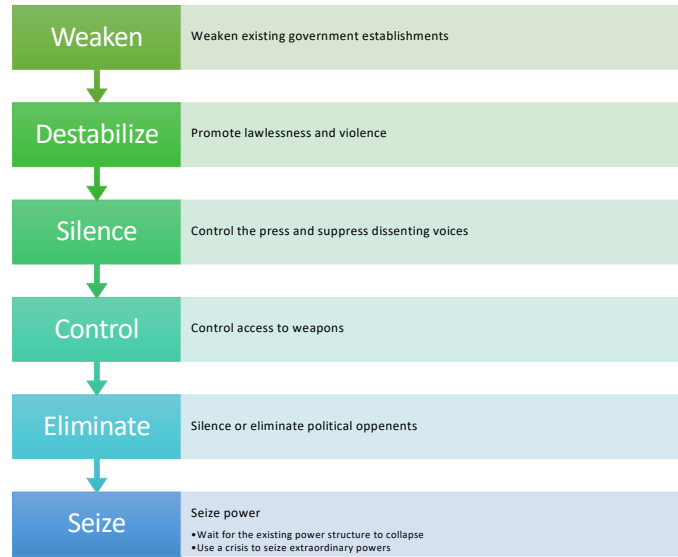 Weaken
Weaken existing government establishments
Destabilize
Promote lawlessness and violence
Silence
Control the press and suppress dissenting voices
Control
Control access to weapons
Eliminate
Silence or eliminate political oppenents
Seize
Seize power
•Wait for the existing power structure to collapse
•Use a crisis to seize extraordinary powers